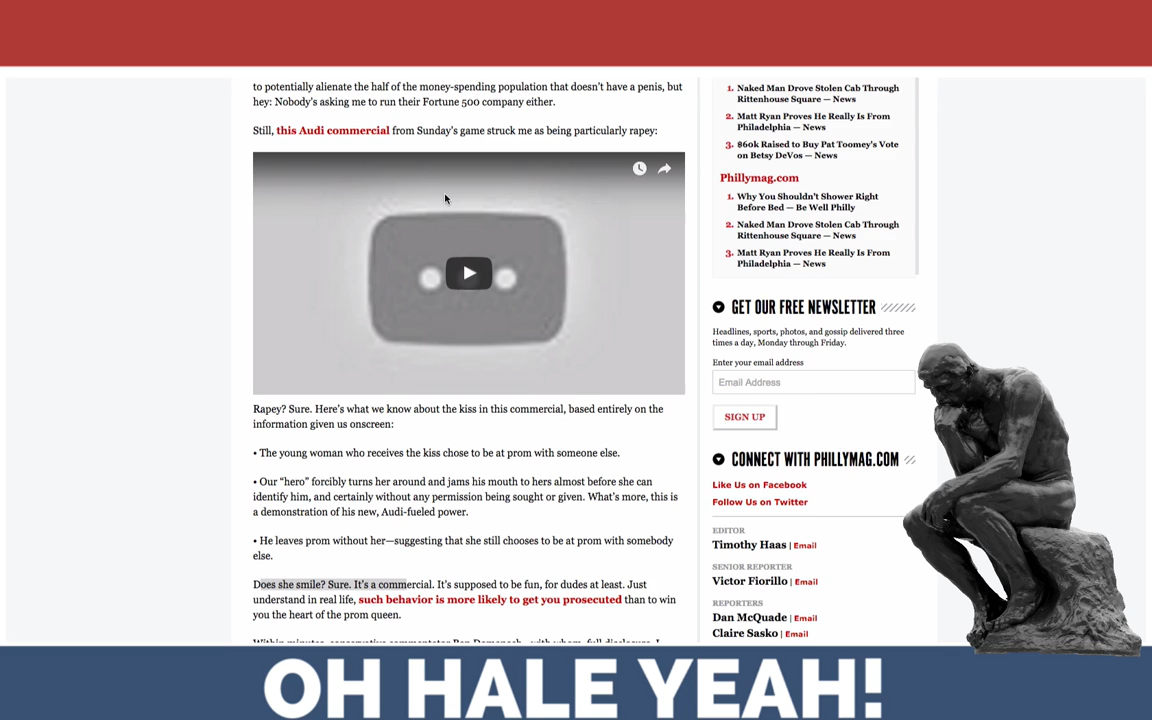 to potentially alienate the half of the money-spending population that doesn't have a penis, but
hey: Nobody's asking me to run their Fortune 500 company either.
Still, this Audi commercial from Sunday's game struck me as being particularly rapey:
Rapey? Sure. Here's what we know about the kiss in this commercial, based entirely on the
information given us onscreen:
• The young woman who receives the kiss chose to be at prom with someone else.
• Our “hero” forcibly turns her around and jams his mouth to hers almost before she can
identify him, and certainly without any permission being sought or given. What's more, this is
a demonstration of his new, Audi-fueled power.
• He leaves prom without her—suggesting that she still chooses to be at prom with somebody
else.
Does she smile? Sure. It's a commercial. It's supposed to be fun, for dudes at least. Just
understand in real life, such behavior is more likely to get you prosecuted than to win
you the heart of the prom queen.
1. Naked Man Drove Stolen Cab Through
Rittenhouse Square — News
2. Matt Ryan Proves He Really Is From
Philadelphia — News
3. $60k Raised to Buy Pat Toomey's Vote
on Betsy DeVos — News
Phillymag.com
1. Why You Shouldn't Shower Right
Before Bed — Be Well Philly
2. Naked Man Drove Stolen Cab Through
Rittenhouse Square — News
3. Matt Ryan Proves He Really Is From
Philadelphia — News
GET OUR FREE NEWSLETTER
Headlines, sports, photos, and gossip delivered three
times a day, Monday through Friday.
Enter your email address
Email Address
SIGN UP
CONNECT WITH PHILLYMAG.COM
Like Us on Facebook
Follow Us on Twitter
EDITOR
Timothy Haas | Email
SENIOR REPORTER
Victor Fiorillo | Email
REPORTERS
Dan McQuade | Email
Claire Sasko | Email
OH HALE YEAH!